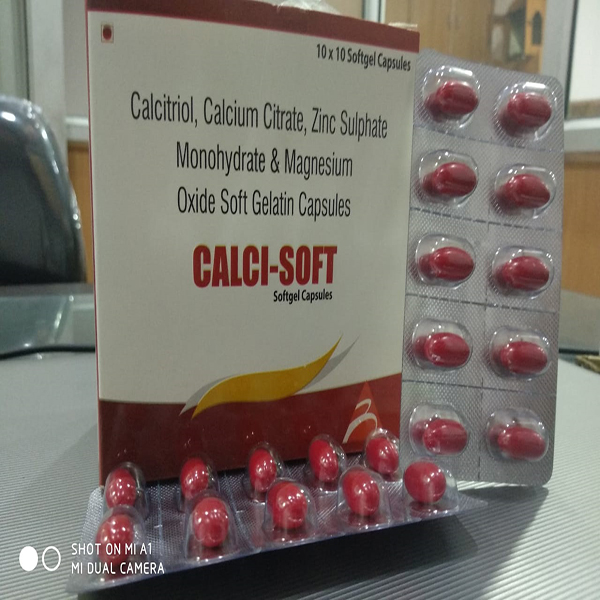 10 x 10 Softgel Capsules
Calcitriol, Calcium Citrate, Zinc Sulphate
Monohydrate & Magnesium
Oxide Soft Gelatin Capsules
CALCI-SOFT
Softgel Capsules
SHOT ON MI A1
MI DUAL CAMERA